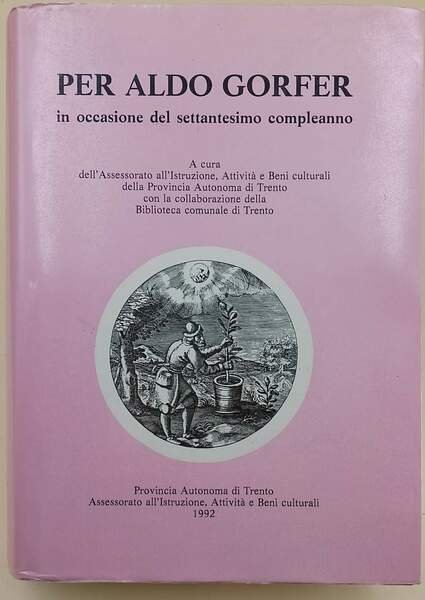 PER ALDO GORFER
in occasione del settantesimo compleanno
A cura
dell'Assessorato all'Istruzione, Attività e Beni culturali
della Provincia Autonoma di Trento
con la collaborazione della
Biblioteca comunale di Trento
Provincia Autonoma di Trento
Assessorato all'Istruzione, Attività e Beni culturali
1992